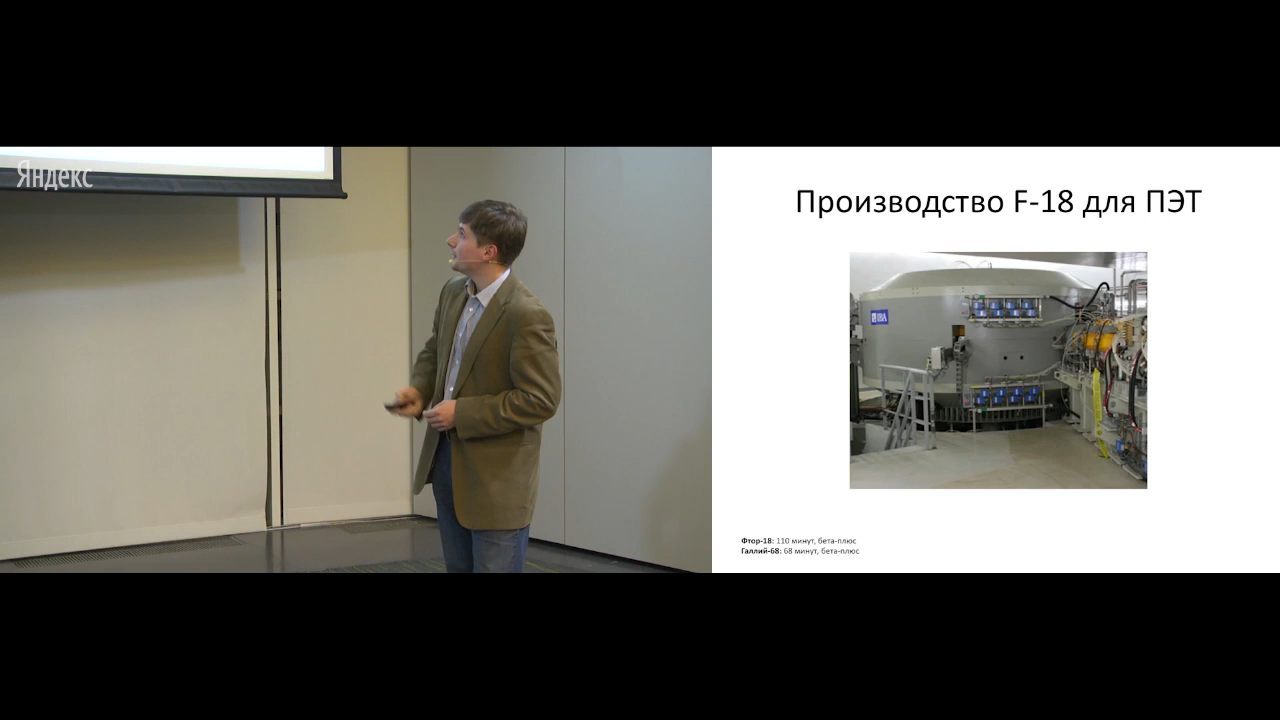 Яндекс
Производство F-18 для ПЭТ
IBA
Фтор-18: 110 минут, бета-плюс
Галлий-68: 68 минут, бета-плюс